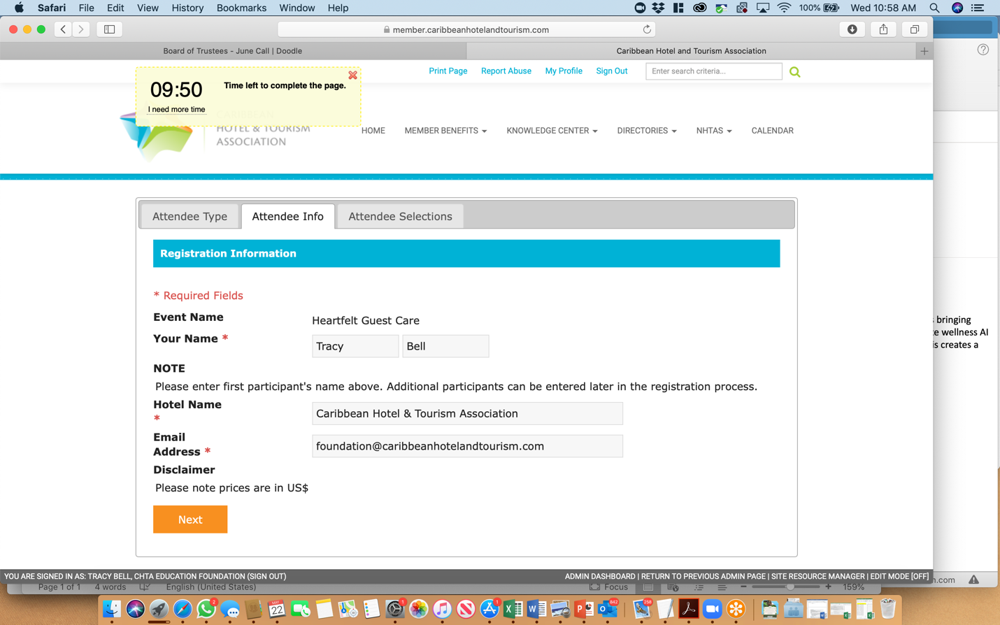 Safari File Edit View History Bookmarks Window Help 100% Wed 10:58 AM
member.caribbeanhotelandtourism.com
Board of Trustees - June Call | Doodle
Caribbean Hotel and Tourism Association
Print Page Report Abuse My Profile Sign Out Enter search criteria...
09:50
Time left to complete the page.
I need more time
CARIBBEAN
HOTEL & TOURISM
ASSOCIATION
HOME MEMBER BENEFITS KNOWLEDGE CENTER DIRECTORIES NHTAS CALENDAR
Attendee Type Attendee Info Attendee Selections
Registration Information
* Required Fields
Event Name Heartfelt Guest Care
Your Name * Tracy Bell
NOTE
Please enter first participant's name above. Additional participants can be entered later in the registration process.
Hotel Name
* Caribbean Hotel & Tourism Association
Email
Address * foundation@caribbeanhotelandtourism.com
Disclaimer
Please note prices are in US$
Next
bringing
wellness AI
is creates a
YOU ARE SIGNED IN AS: TRACY BELL, CHTA EDUCATION FOUNDATION (SIGN OUT)
ADMIN DASHBOARD | RETURN TO PREVIOUS ADMIN PAGE | SITE RESOURCE MANAGER | EDIT MODE [OFF]
Page 1 of 1 4 words English (United States) Focus 159%
n.com
2 MAY 22 1 1 842 258